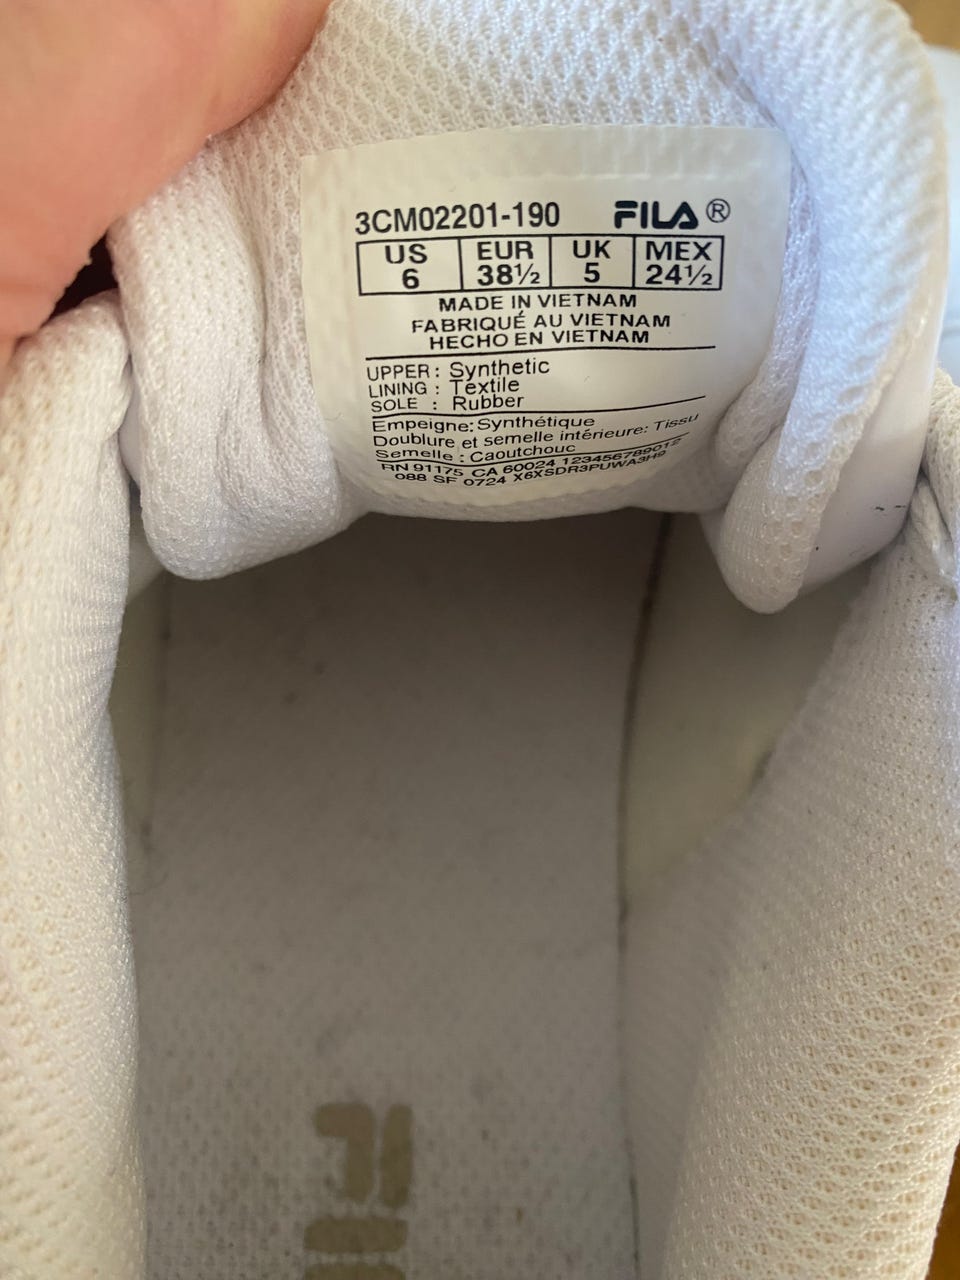 3CM02201-190 FILA®
US EUR UK MEX
6 38½ 5 24½
MADE IN VIETNAM
FABRIQUÉ AU VIETNAM
HECHO EN VIETNAM
UPPER : Synthetic
LINING : Textile
SOLE : Rubber
Empeigne: Synthétique
Doublure et semelle intérieure: Tissu
Semelle : Caoutchouc
RN 91175 CA 60024 123456789012
088 SF 0724 X6XSDR3PUWA3H9
FIL